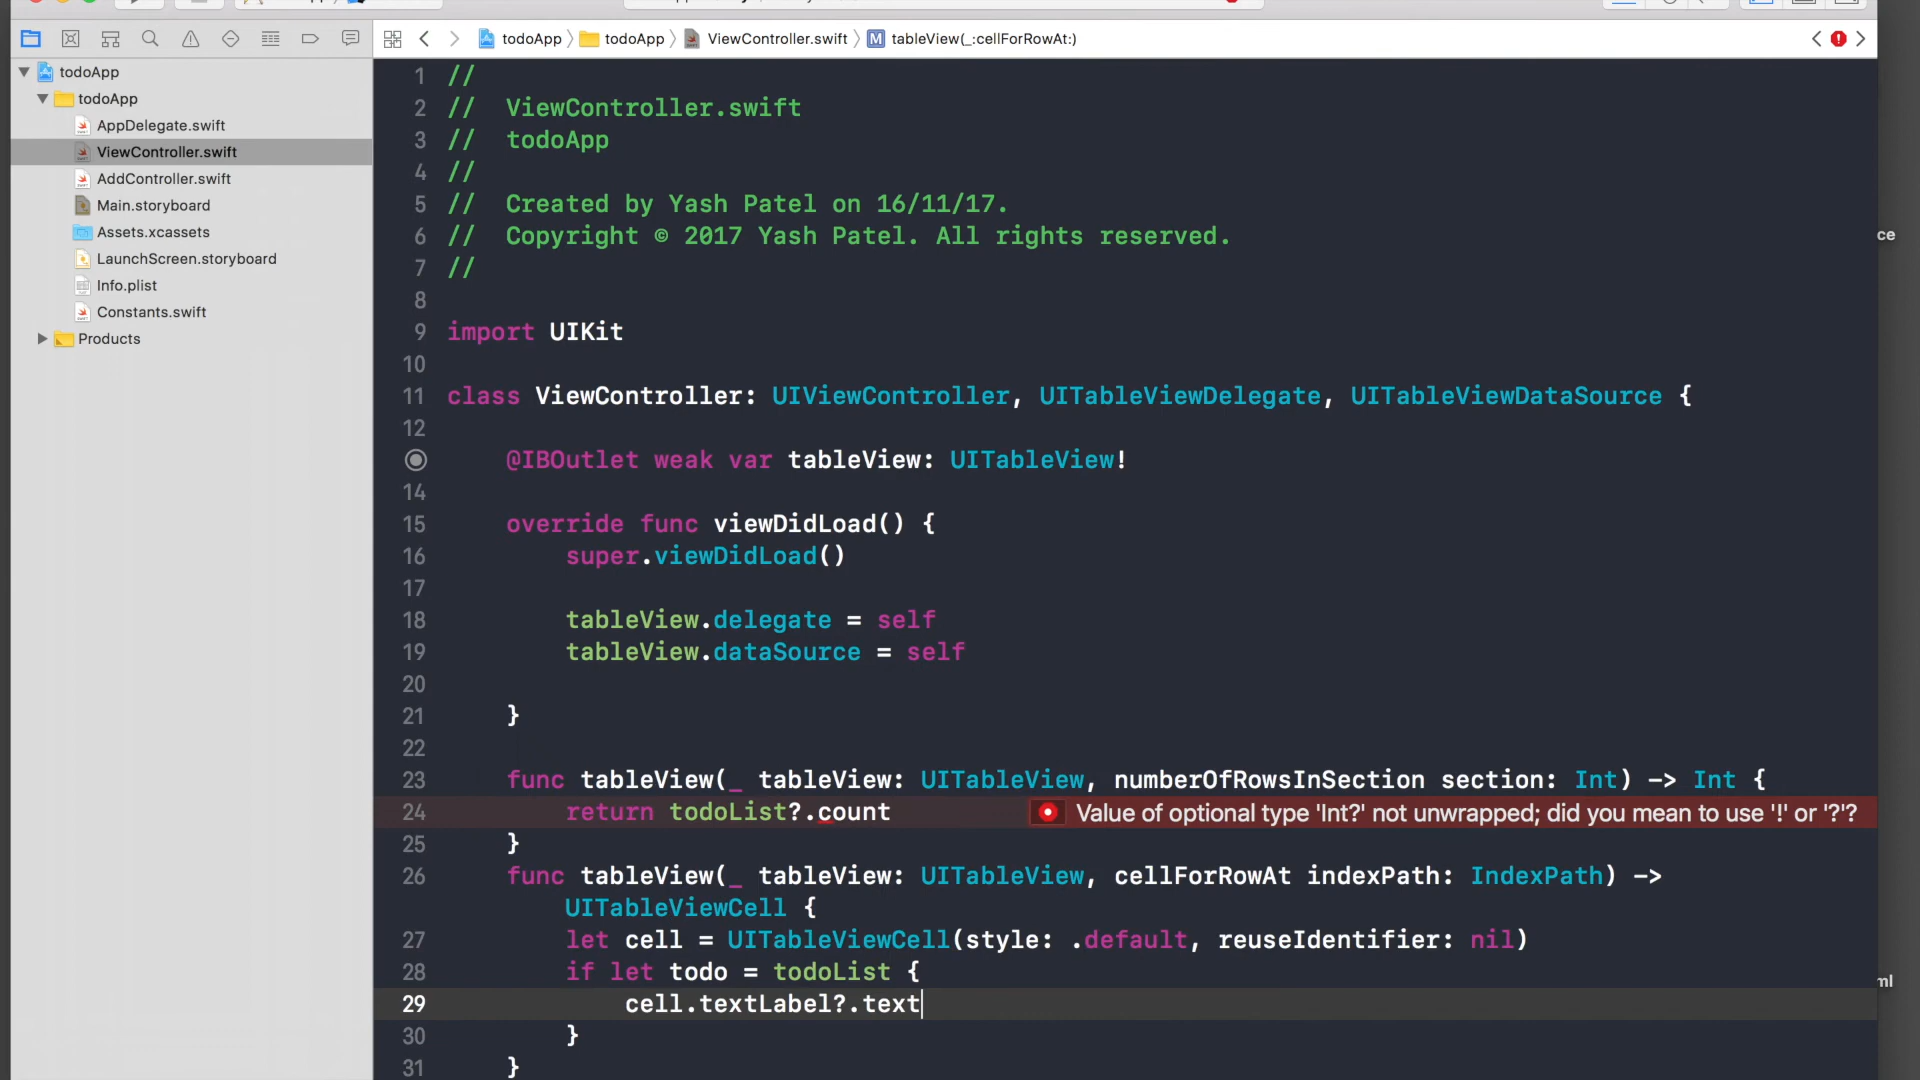 todoApp
todoApp
ViewController.swift
tableView(_:cellForRowAt:)
todoApp
todoApp
AppDelegate.swift
ViewController.swift
AddController.swift
Main.storyboard
Assets.xcassets
LaunchScreen.storyboard
Info.plist
Constants.swift
Products
1 //
2 //  ViewController.swift
3 //  todoApp
4 //
5 //  Created by Yash Patel on 16/11/17.
6 //  Copyright © 2017 Yash Patel. All rights reserved.
7 //
8
9 import UIKit
10
11 class ViewController: UIViewController, UITableViewDelegate, UITableViewDataSource {
12
@IBOutlet weak var tableView: UITableView!
14
15 override func viewDidLoad() {
16 super.viewDidLoad()
17
18 tableView.delegate = self
19 tableView.dataSource = self
20
21 }
22
23 func tableView(_ tableView: UITableView, numberOfRowsInSection section: Int) -> Int {
24 return todoList?.count Value of optional type 'Int?' not unwrapped; did you mean to use '!' or '?'?
25 }
26 func tableView(_ tableView: UITableView, cellForRowAt indexPath: IndexPath) ->
UITableViewCell {
27 let cell = UITableViewCell(style: .default, reuseIdentifier: nil)
28 if let todo = todoList {
29 cell.textLabel?.text
30 }
31 }
ce
ml